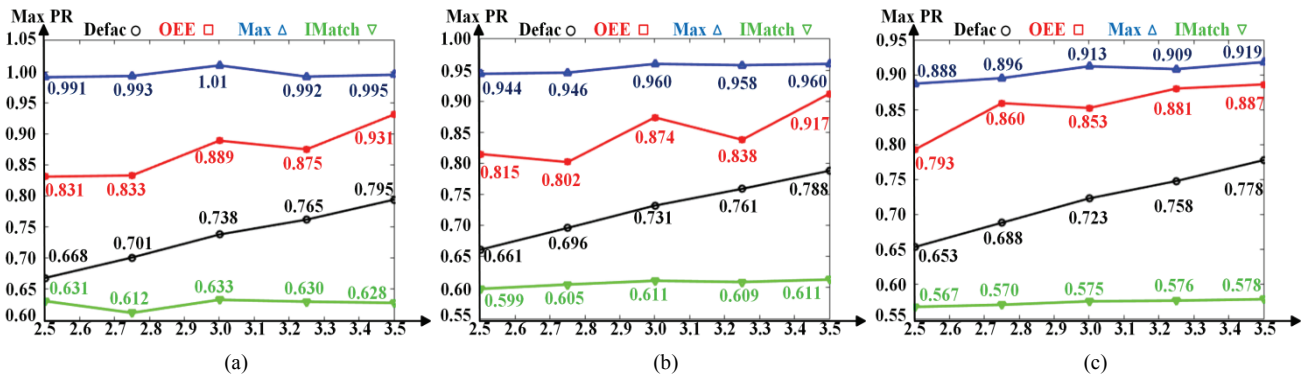 Max PR
Defac OEE Max IMatch
1.05
1.00
0.95
0.90
0.85
0.80
0.75
0.70
0.65
0.60
0.991 0.993 1.01 0.992 0.995
0.831 0.833 0.889 0.875 0.931
0.668 0.701 0.738 0.765 0.795
0.631 0.612 0.633 0.630 0.628
2.5 2.6 2.7 2.8 2.9 3.0 3.1 3.2 3.3 3.4 3.5
(a)
Max PR
Defac OEE Max IMatch
1.00
0.95
0.90
0.85
0.80
0.75
0.70
0.65
0.60
0.55
0.944 0.946 0.960 0.958 0.960
0.815 0.802 0.874 0.838 0.917
0.661 0.696 0.731 0.761 0.788
0.599 0.605 0.611 0.609 0.611
2.5 2.6 2.7 2.8 2.9 3.0 3.1 3.2 3.3 3.4 3.5
(b)
Max PR
Defac OEE Max IMatch
0.95
0.90
0.85
0.80
0.75
0.70
0.65
0.60
0.55
0.888 0.896 0.913 0.909 0.919
0.793 0.860 0.853 0.881 0.887
0.653 0.688 0.723 0.758 0.778
0.567 0.570 0.575 0.576 0.578
2.5 2.6 2.7 2.8 2.9 3.0 3.1 3.2 3.3 3.4 3.5
(c)